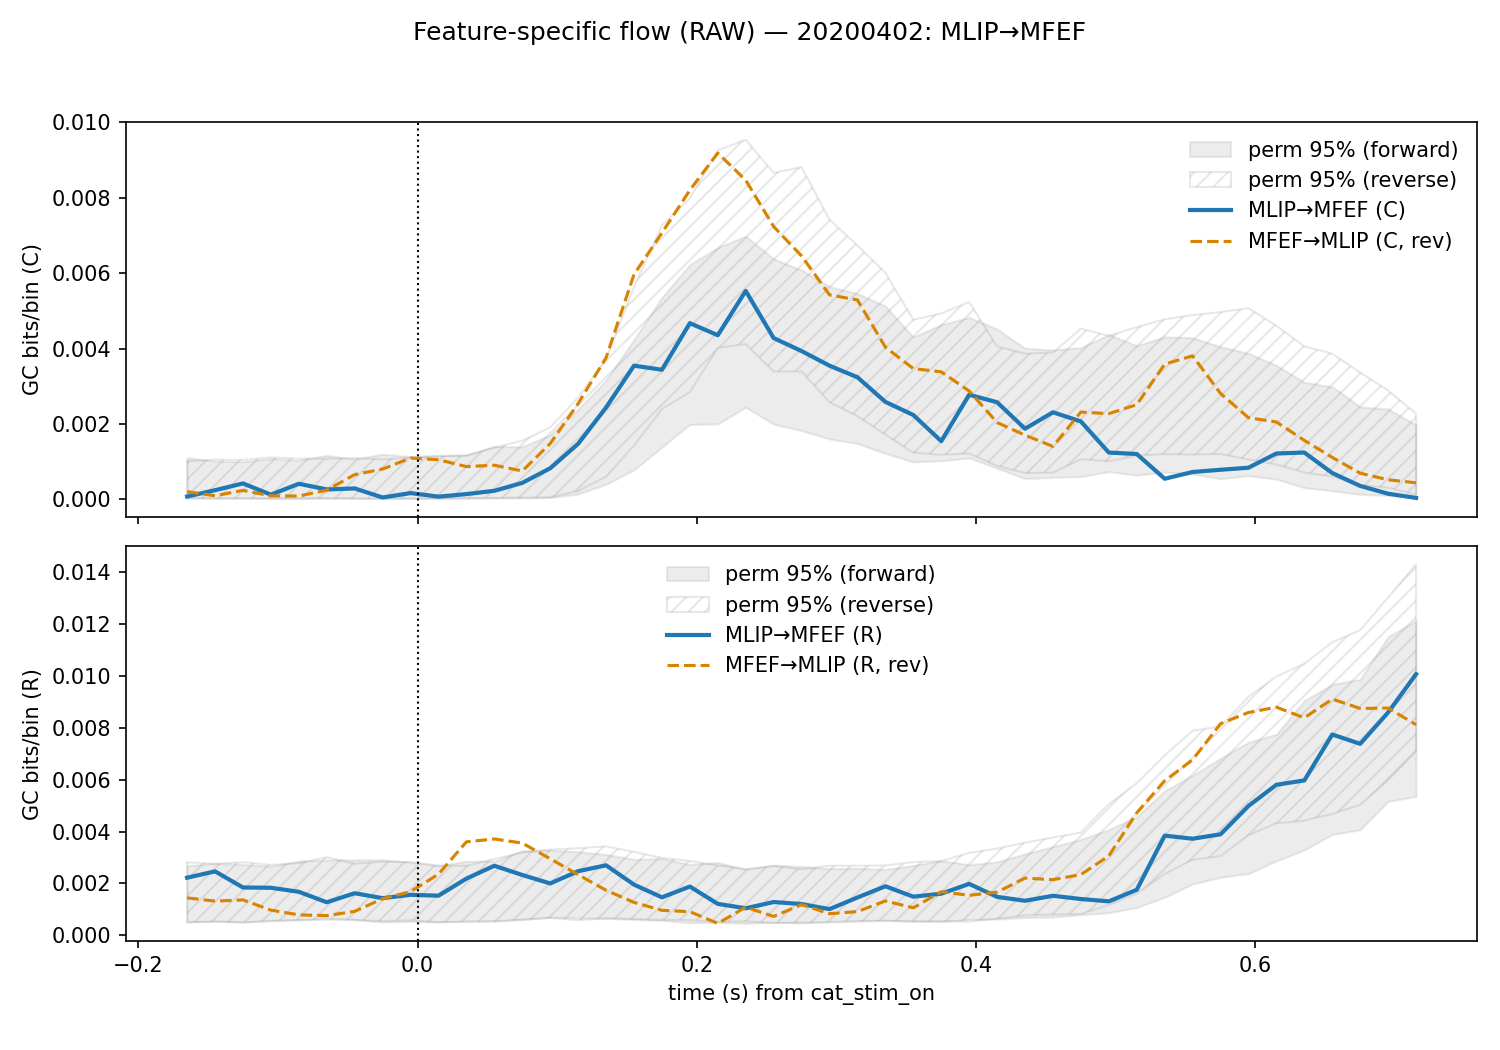 Feature-specific flow (RAW) — 20200402: MLIP→MFEF
0.010
0.008
0.006
0.004
0.002
0.000
GC bits/bin (C)
perm 95% (forward)
perm 95% (reverse)
MLIP→MFEF (C)
MFEF→MLIP (C, rev)
0.014
0.012
0.010
0.008
0.006
0.004
0.002
0.000
GC bits/bin (R)
perm 95% (forward)
perm 95% (reverse)
MLIP→MFEF (R)
MFEF→MLIP (R, rev)
−0.2 0.0 0.2 0.4 0.6
time (s) from cat_stim_on